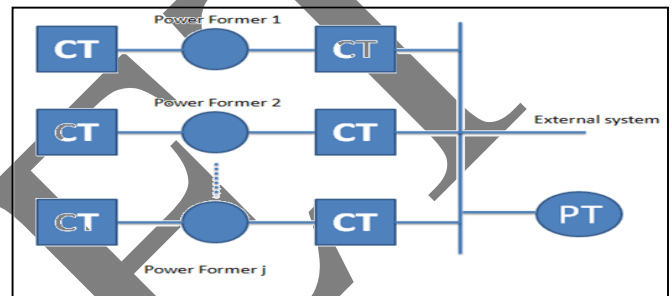 Power Former 1
CT CT
Power Former 2
CT CT
External system
CT CT
PT
Power Former j